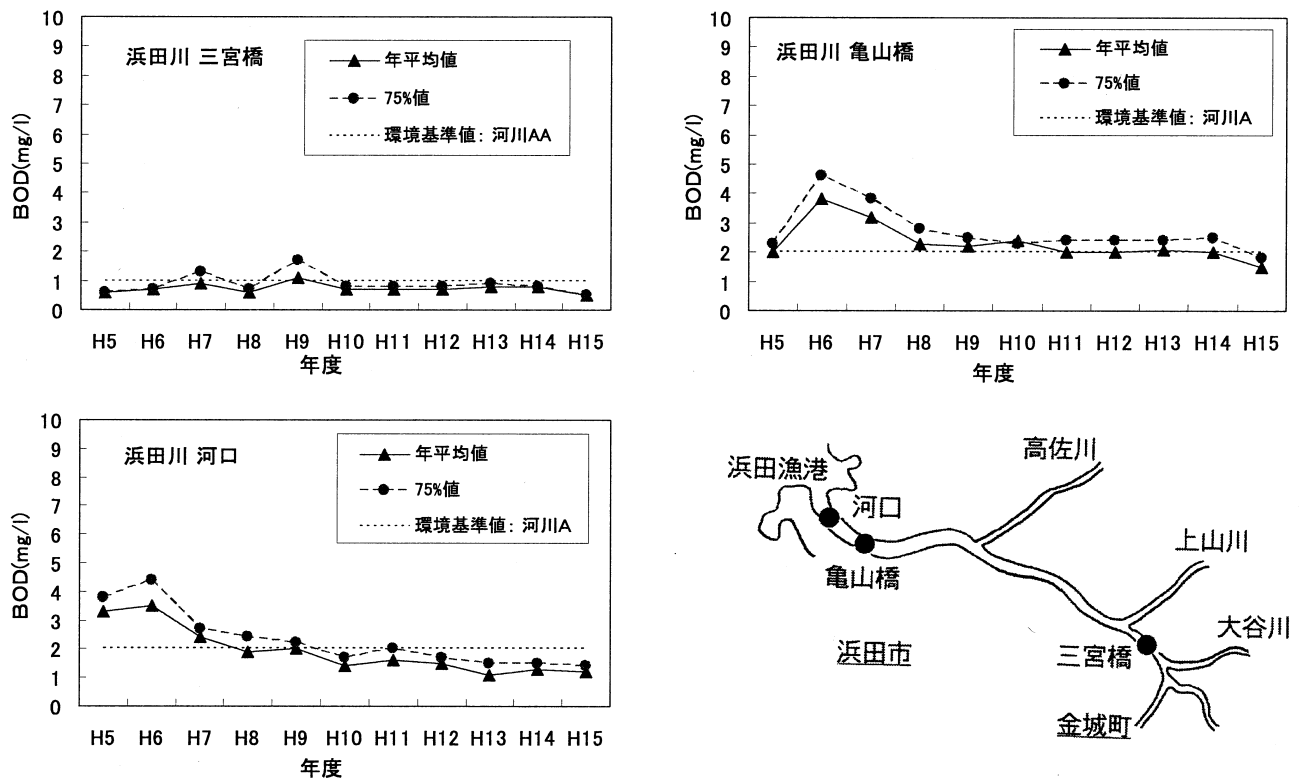 浜田川 三宮橋
年平均値
75%値
環境基準値: 河川AA
BOD(mg/l)
10
9
8
7
6
5
4
3
2
1
0
H5 H6 H7 H8 H9 H10 H11 H12 H13 H14 H15
年度
浜田川 亀山橋
年平均値
75%値
環境基準値: 河川A
BOD(mg/l)
10
9
8
7
6
5
4
3
2
1
0
H5 H6 H7 H8 H9 H10 H11 H12 H13 H14 H15
年度
浜田川 河口
年平均値
75%値
環境基準値: 河川A
BOD(mg/l)
10
9
8
7
6
5
4
3
2
1
0
H5 H6 H7 H8 H9 H10 H11 H12 H13 H14 H15
年度
高佐川
浜田漁港
河口
上山川
亀山橋
大谷川
浜田市
三宮橋
金城町